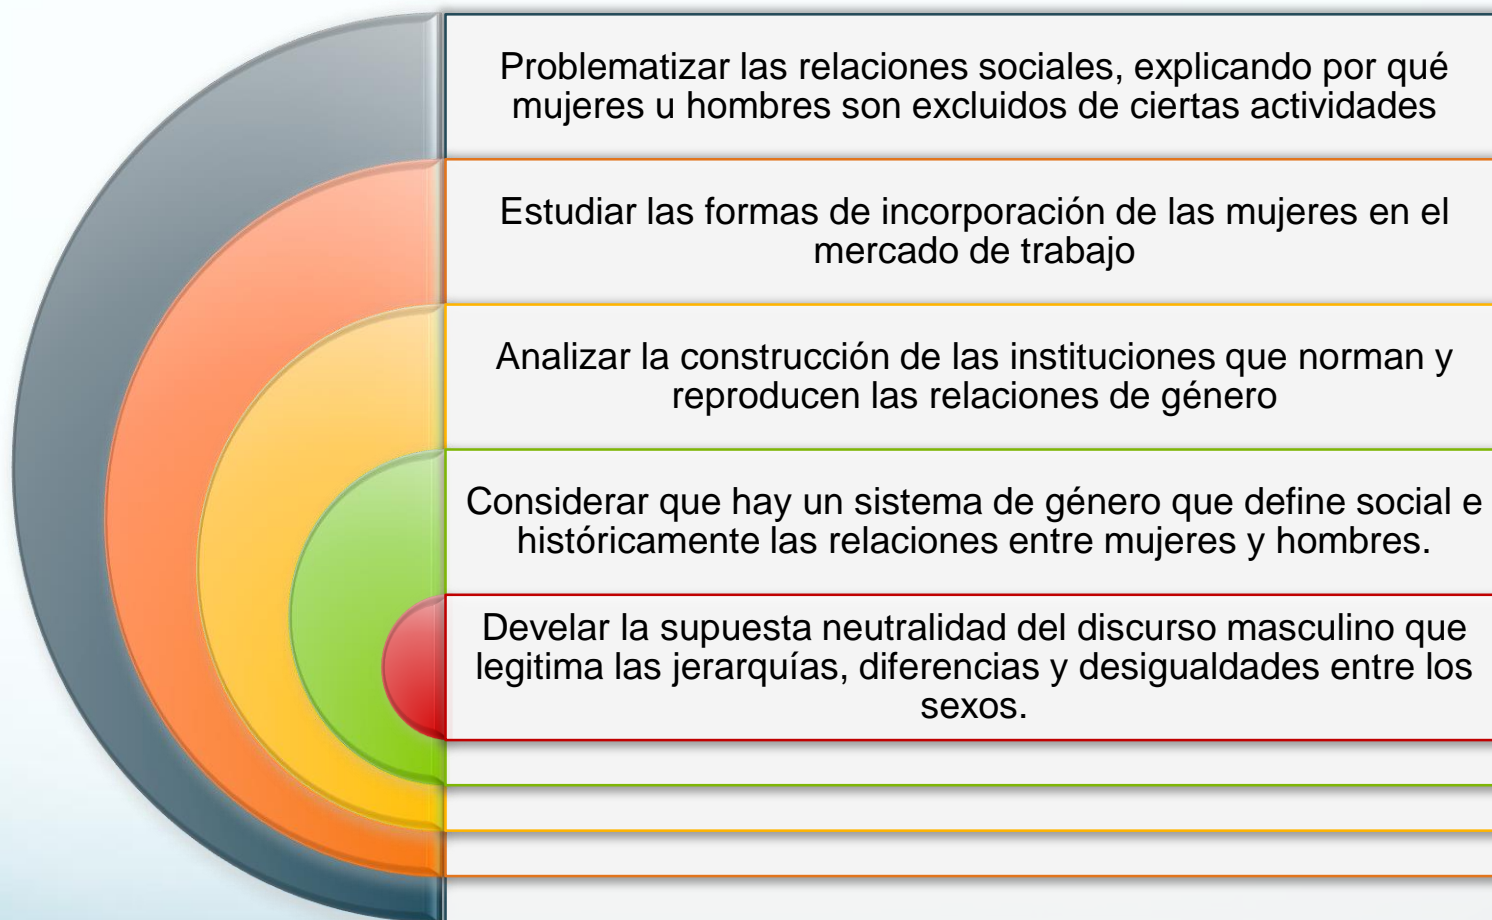 Problematizar las relaciones sociales, explicando por qué
mujeres u hombres son excluidos de ciertas actividades
Estudiar las formas de incorporación de las mujeres en el
mercado de trabajo
Analizar la construcción de las instituciones que norman y
reproducen las relaciones de género
Considerar que hay un sistema de género que define social e
históricamente las relaciones entre mujeres y hombres.
Develar la supuesta neutralidad del discurso masculino que
legitima las jerarquías, diferencias y desigualdades entre los
sexos.